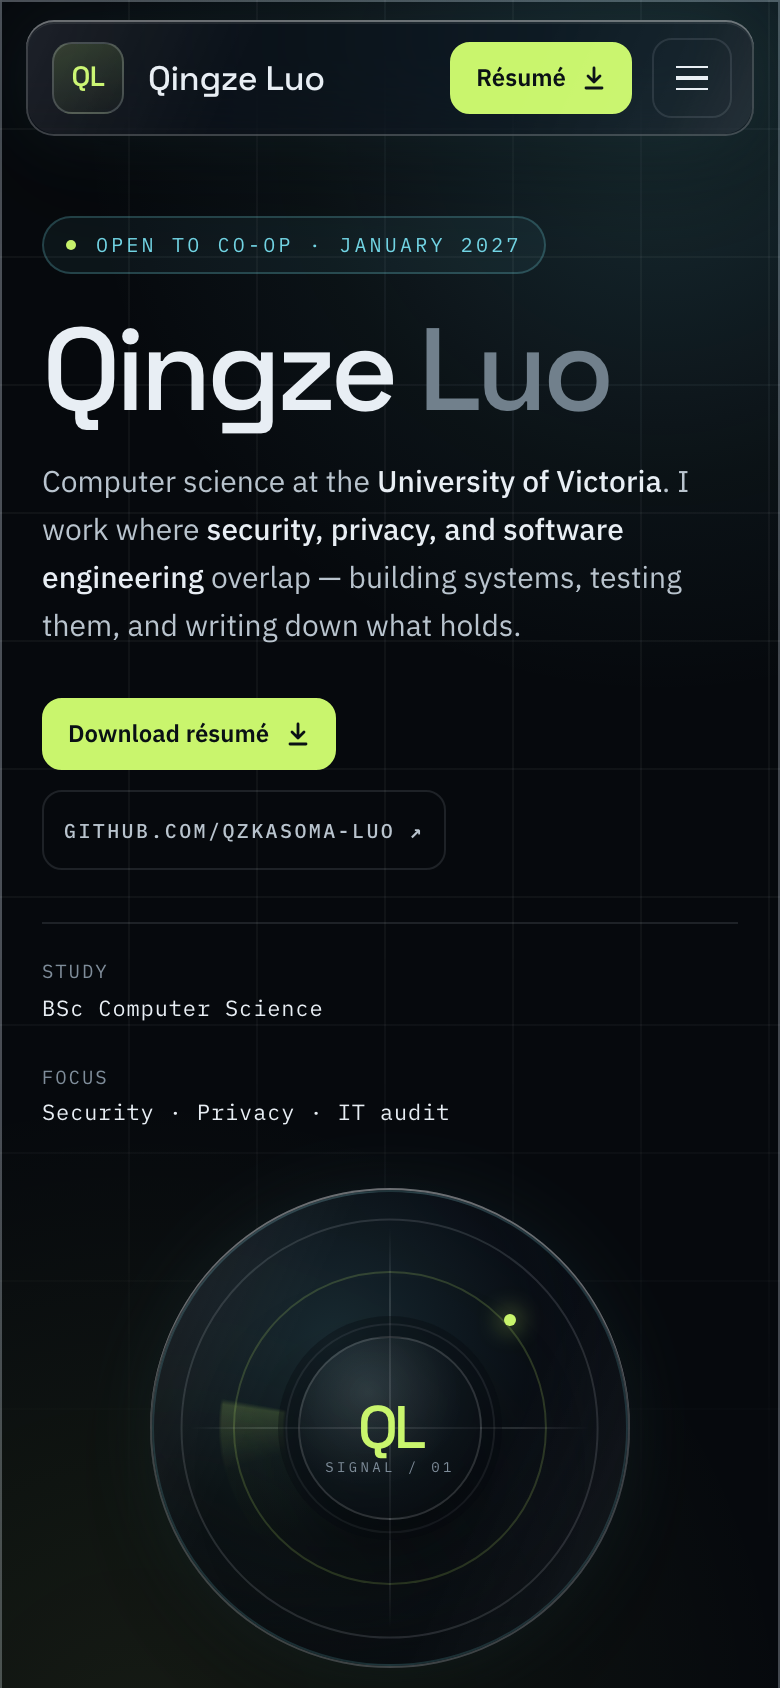 QL
Qingze Luo
Résumé
OPEN TO CO-OP · JANUARY 2027
Qingze Luo
Computer science at the University of Victoria. I
work where security, privacy, and software
engineering overlap — building systems, testing
them, and writing down what holds.
Download résumé
GITHUB.COM/QZKASOMA-LUO ↗
STUDY
BSc Computer Science
FOCUS
Security · Privacy · IT audit
QL
SIGNAL / 01